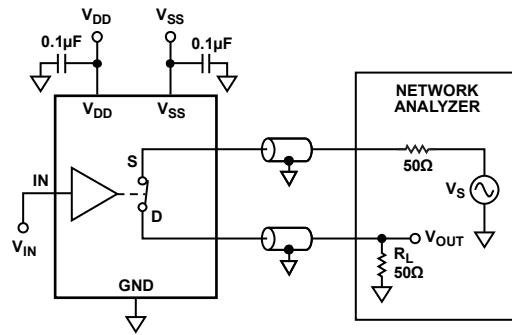 V_DD
V_SS
0.1µF
0.1µF
V_DD
V_SS
NETWORK
ANALYZER
S
50Ω
IN
V_S
D
V_OUT
V_IN
R_L
50Ω
GND